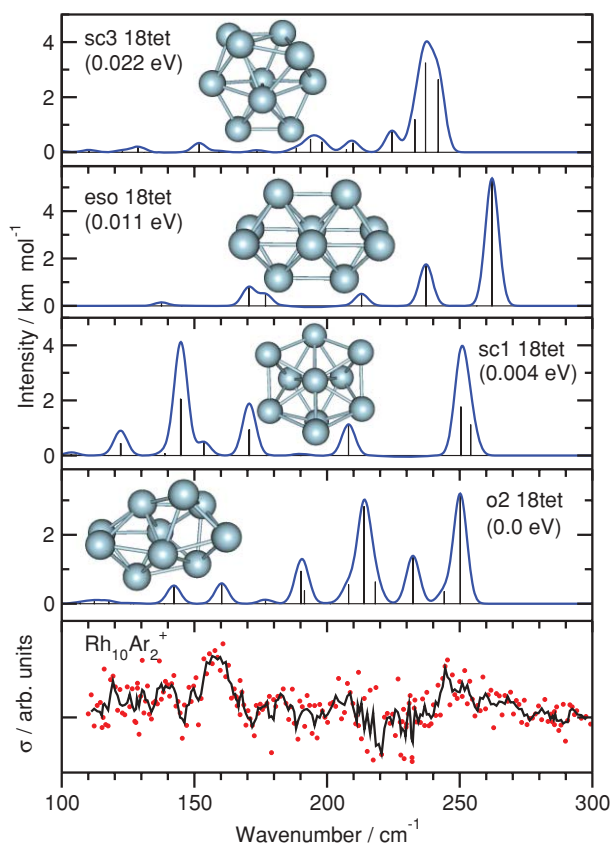 sc3 18tet
(0.022 eV)
4
2
0
eso 18tet
(0.011 eV)
4
2
0
sc1 18tet
(0.004 eV)
4
2
0
o2 18tet
(0.0 eV)
2
0
Intensity / km mol⁻¹
Rh₁₀Ar₂⁺
σ / arb. units
100 150 200 250 300
Wavenumber / cm⁻¹